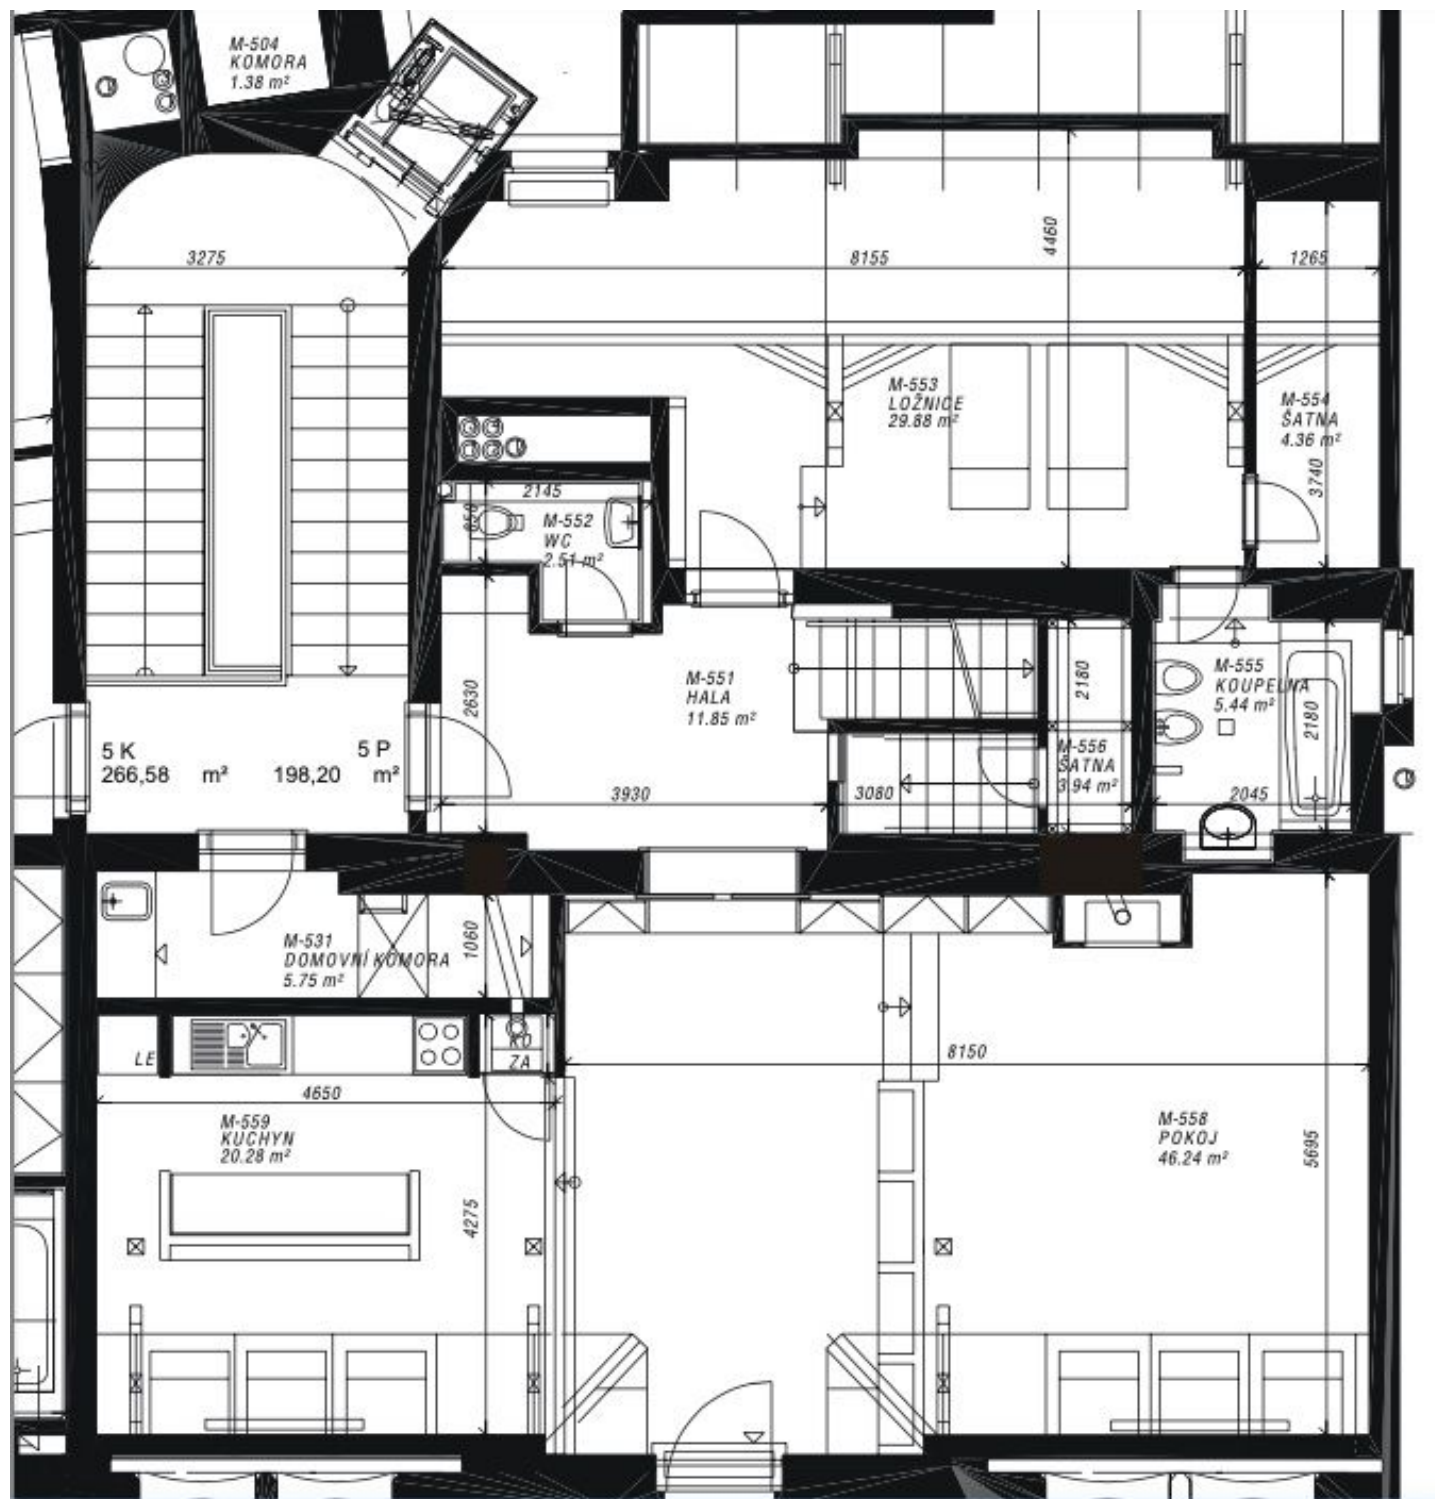 M-504
KOMORA
1.38 m²
3275
8155
4460
1265
M-553
LOŽNICE
29.88 m²
M-554
ŠATNA
4.36 m²
3740
2145
850
M-552
WC
2.51 m²
2630
M-551
HALA
11.85 m²
2180
M-555
KOUPELNA
5.44 m²
2180
5 K
266,58 m²
5 P
198,20 m²
M-556
ŠATNA
3.94 m²
3930
3080
2045
M-531
DOMOVNÍ KOMORA
5.75 m²
1060
LE
KO
ZA
8150
4650
M-559
KUCHYN
20.28 m²
M-558
POKOJ
46.24 m²
5695
4275